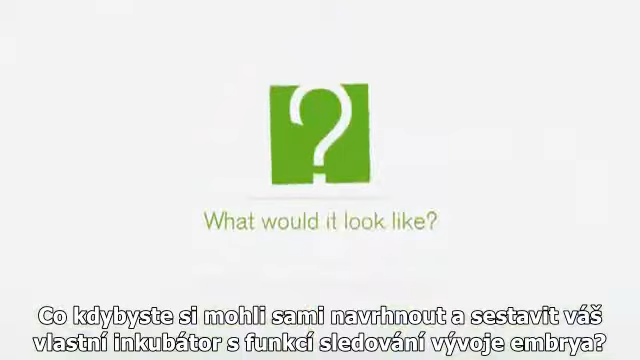 ?
What would it look like?
Co kdybyste si mohli sami navrhnout a sestavit váš
vlastní inkubátor s funkcí sledování vývoje embrya?